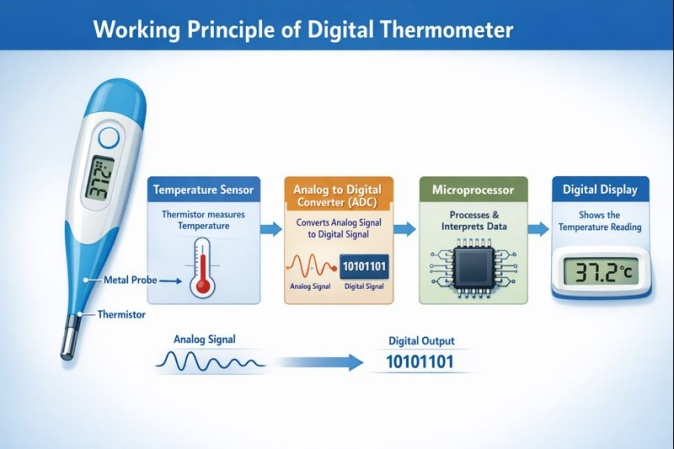 Working Principle of Digital Thermometer
Temperature Sensor
Thermistor measures
Temperature
Analog to Digital
Converter (ADC)
Converts Analog Signal
to Digital Signal
10101101
Analog Signal
Digital Signal
Microprocessor
Processes &
Interprets Data
Digital Display
Shows the
Temperature Reading
37.2°c
Metal Probe
Thermistor
Analog Signal
Digital Output
10101101